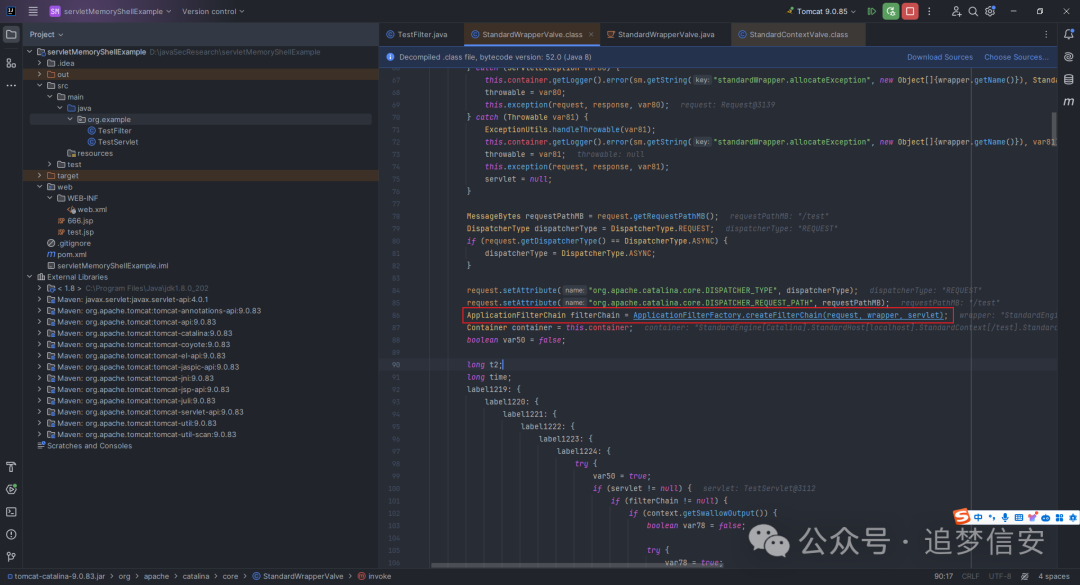 SM servletMemoryShellExample Version control Tomcat 9.0.85
Project
TestFilter.java StandardWrapperValve.class StandardWrapperValve.java StandardContextValve.class
Decompiled .class file, bytecode version: 52.0 (Java 8) Download Sources Choose Sources...
servletMemoryShellExample D:\javaSecResearch\servletMemoryShellExample
.idea
out
src
main
java
org.example
TestFilter
TestServlet
resources
test
target
web
WEB-INF
web.xml
666.jsp
test.jsp
.gitignore
pom.xml
servletMemoryShellExample.iml
External Libraries
< 1.8 > C:\Program Files\Java\jdk1.8.0_202
Maven: javax.servlet:javax.servlet-api:4.0.1
Maven: org.apache.tomcat:tomcat-annotations-api:9.0.83
Maven: org.apache.tomcat:tomcat-api:9.0.83
Maven: org.apache.tomcat:tomcat-catalina:9.0.83
Maven: org.apache.tomcat:tomcat-coyote:9.0.83
Maven: org.apache.tomcat:tomcat-el-api:9.0.83
Maven: org.apache.tomcat:tomcat-jaspic-api:9.0.83
Maven: org.apache.tomcat:tomcat-jni:9.0.83
Maven: org.apache.tomcat:tomcat-jsp-api:9.0.83
Maven: org.apache.tomcat:tomcat-juli:9.0.83
Maven: org.apache.tomcat:tomcat-servlet-api:9.0.83
Maven: org.apache.tomcat:tomcat-util:9.0.83
Maven: org.apache.tomcat:tomcat-util-scan:9.0.83
Scratches and Consoles
67 this.container.getLogger().error(sm.getString( key: "standardWrapper.allocateException", new Object[]{wrapper.getName()}), Stand
68 throwable = var80;
69 this.exception(request, response, var80); request: Request@3139
70 } catch (Throwable var81) {
71 ExceptionUtils.handleThrowable(var81);
72 this.container.getLogger().error(sm.getString( key: "standardWrapper.allocateException", new Object[]{wrapper.getName()}), var81
73 throwable = var81; throwable: null
74 this.exception(request, response, var81);
75 servlet = null;
76 }
77
78 MessageBytes requestPathMB = request.getRequestPathMB(); requestPathMB: "/test"
79 DispatcherType dispatcherType = DispatcherType.REQUEST; dispatcherType: "REQUEST"
80 if (request.getDispatcherType() == DispatcherType.ASYNC) {
81 dispatcherType = DispatcherType.ASYNC;
82 }
83
84 request.setAttribute( name: "org.apache.catalina.core.DISPATCHER_TYPE", dispatcherType); dispatcherType: "REQUEST"
85 request.setAttribute( name: "org.apache.catalina.core.DISPATCHER_REQUEST_PATH", requestPathMB); requestPathMB: "/test"
86 ApplicationFilterChain filterChain = ApplicationFilterFactory.createFilterChain(request, wrapper, servlet); wrapper: "StandardEngi
87 Container container = this.container; container: "StandardEngine[Catalina].StandardHost[localhost].StandardContext[/test].Standar
88 boolean var50 = false;
89
90 long t2;
91 long time;
92 label1219: {
93 label1220: {
94 label1221: {
95 label1222: {
96 label1223: {
97 label1224: {
98 try {
99 var50 = true;
100 if (servlet != null) { servlet: TestServlet@3112
101 if (filterChain != null) {
102 if (context.getSwallowOutput()) {
103 boolean var78 = false;
104
105 try {
var78 = true;
中
公众号 · 追梦信安
tomcat-catalina-9.0.83.jar > org > apache > catalina > core > StandardWrapperValve > invoke 90:17 CRLF UTF-8 4 spaces